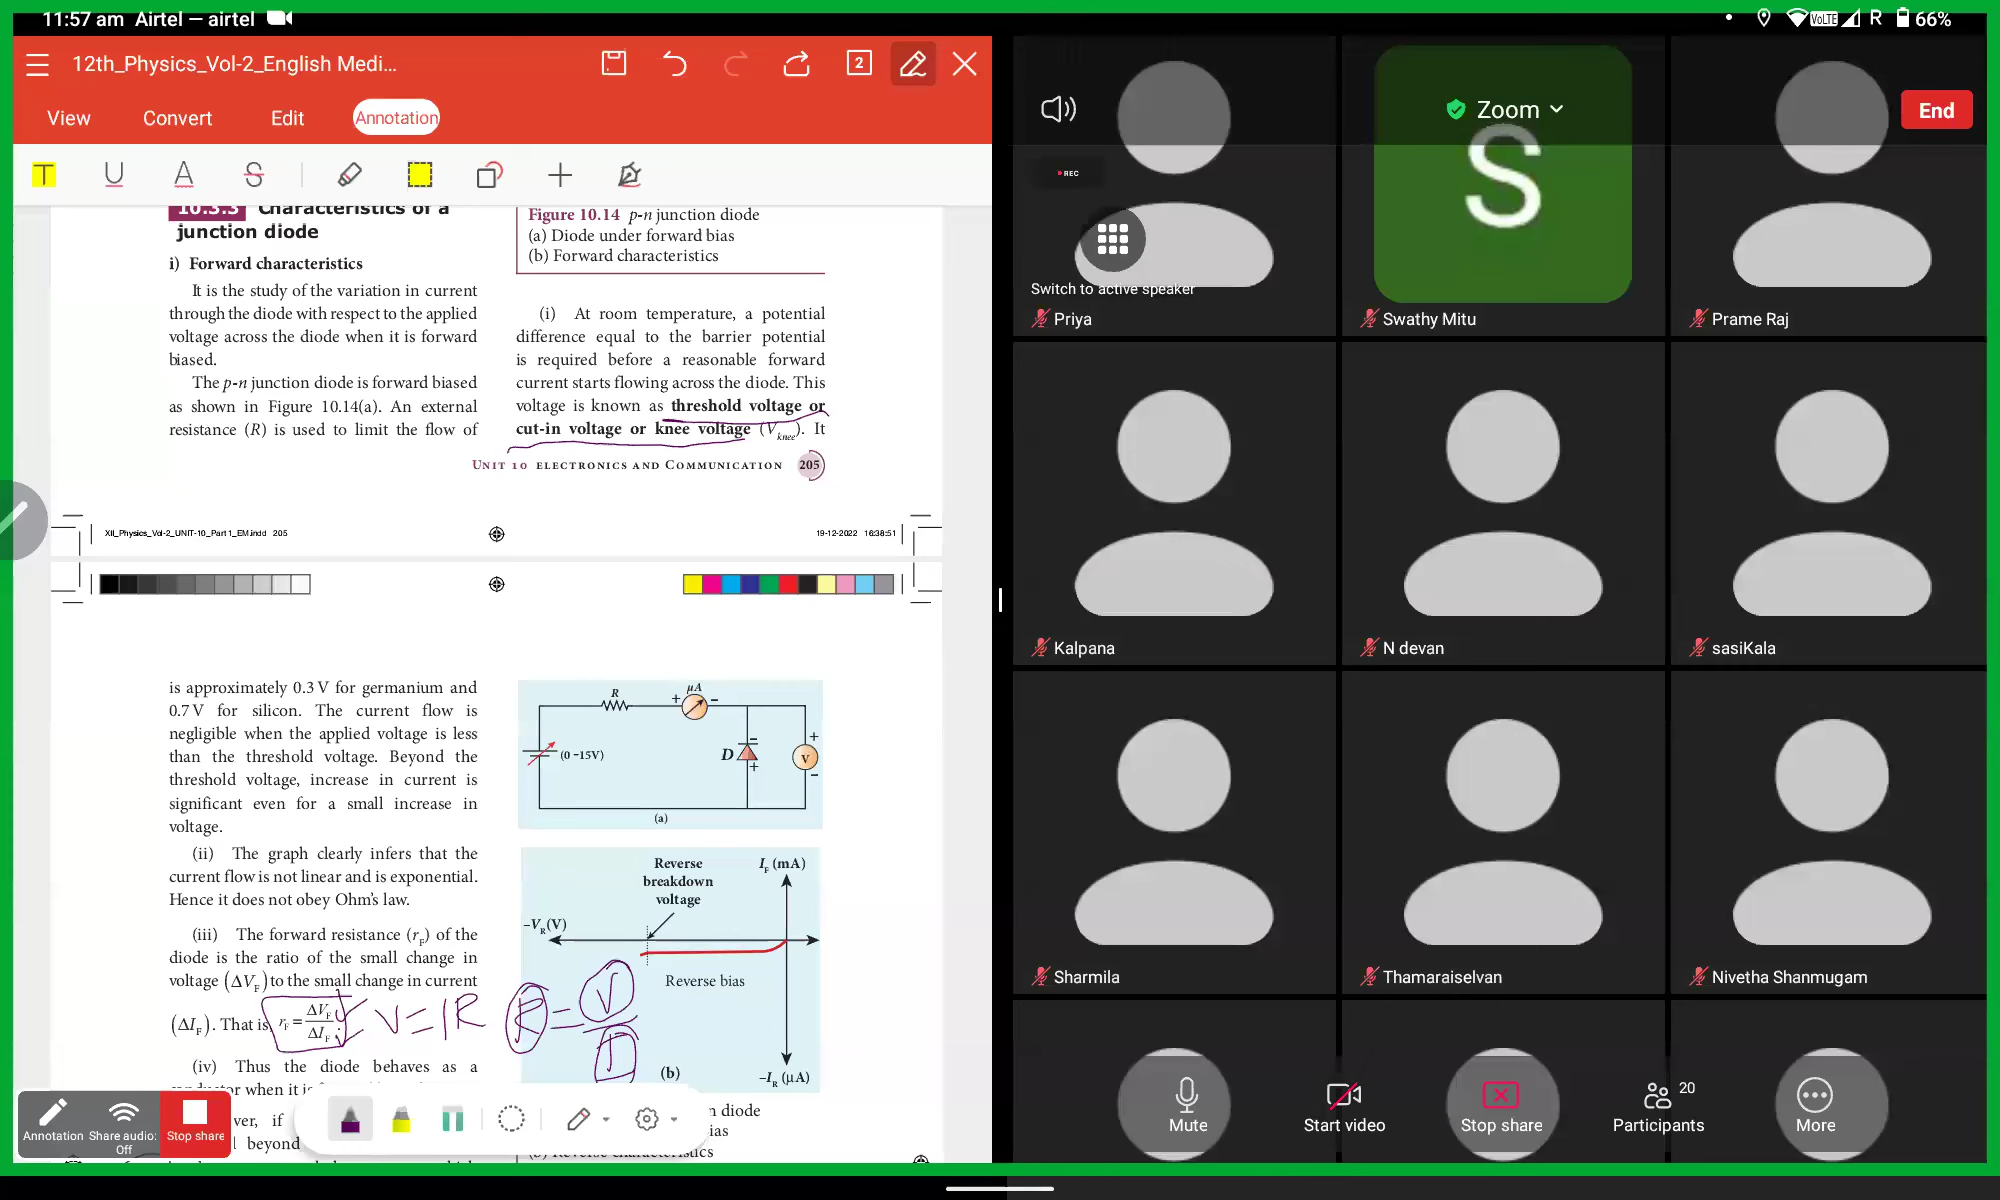 11:57 am Airtel — airtel
VoLTE R 66%
12th_Physics_Vol-2_English Medi...
2
View Convert Edit Annotation
T U A S
10.3.3 Characteristics of a
junction diode
i) Forward characteristics
It is the study of the variation in current
through the diode with respect to the applied
voltage across the diode when it is forward
biased.
The p-n junction diode is forward biased
as shown in Figure 10.14(a). An external
resistance (R) is used to limit the flow of
Figure 10.14 p-n junction diode
(a) Diode under forward bias
(b) Forward characteristics
(i) At room temperature, a potential
difference equal to the barrier potential
is required before a reasonable forward
current starts flowing across the diode. This
voltage is known as threshold voltage or
cut-in voltage or knee voltage (Vknee). It
UNIT 10 ELECTRONICS AND COMMUNICATION 205
XII_Physics_Vol-2_UNIT-10_Part 1_EM.indd 205
19-12-2022 16:38:51
is approximately 0.3 V for germanium and
0.7 V for silicon. The current flow is
negligible when the applied voltage is less
than the threshold voltage. Beyond the
threshold voltage, increase in current is
significant even for a small increase in
voltage.
(ii) The graph clearly infers that the
current flow is not linear and is exponential.
Hence it does not obey Ohm's law.
(iii) The forward resistance (rF) of the
diode is the ratio of the small change in
voltage (ΔVF) to the small change in current
(ΔIF). That is, rF = ΔVF / ΔIF . V = IR R = V / I
(iv) Thus the diode behaves as a
or when it is
ver, if
beyond
R
+ μA −
(0 −15V)
D − +
+ V −
(a)
Reverse
breakdown
voltage
IF (mA)
−VR (V)
Reverse bias
(b)
−IR (μA)
n diode
ias
(b) Reverse characteristics
Annotation Share audio: Off Stop share
Zoom
End
REC
S
Switch to active speaker
Priya
Swathy Mitu
Prame Raj
Kalpana
N devan
sasiKala
Sharmila
Thamaraiselvan
Nivetha Shanmugam
Mute
Start video
Stop share
Participants 20
More